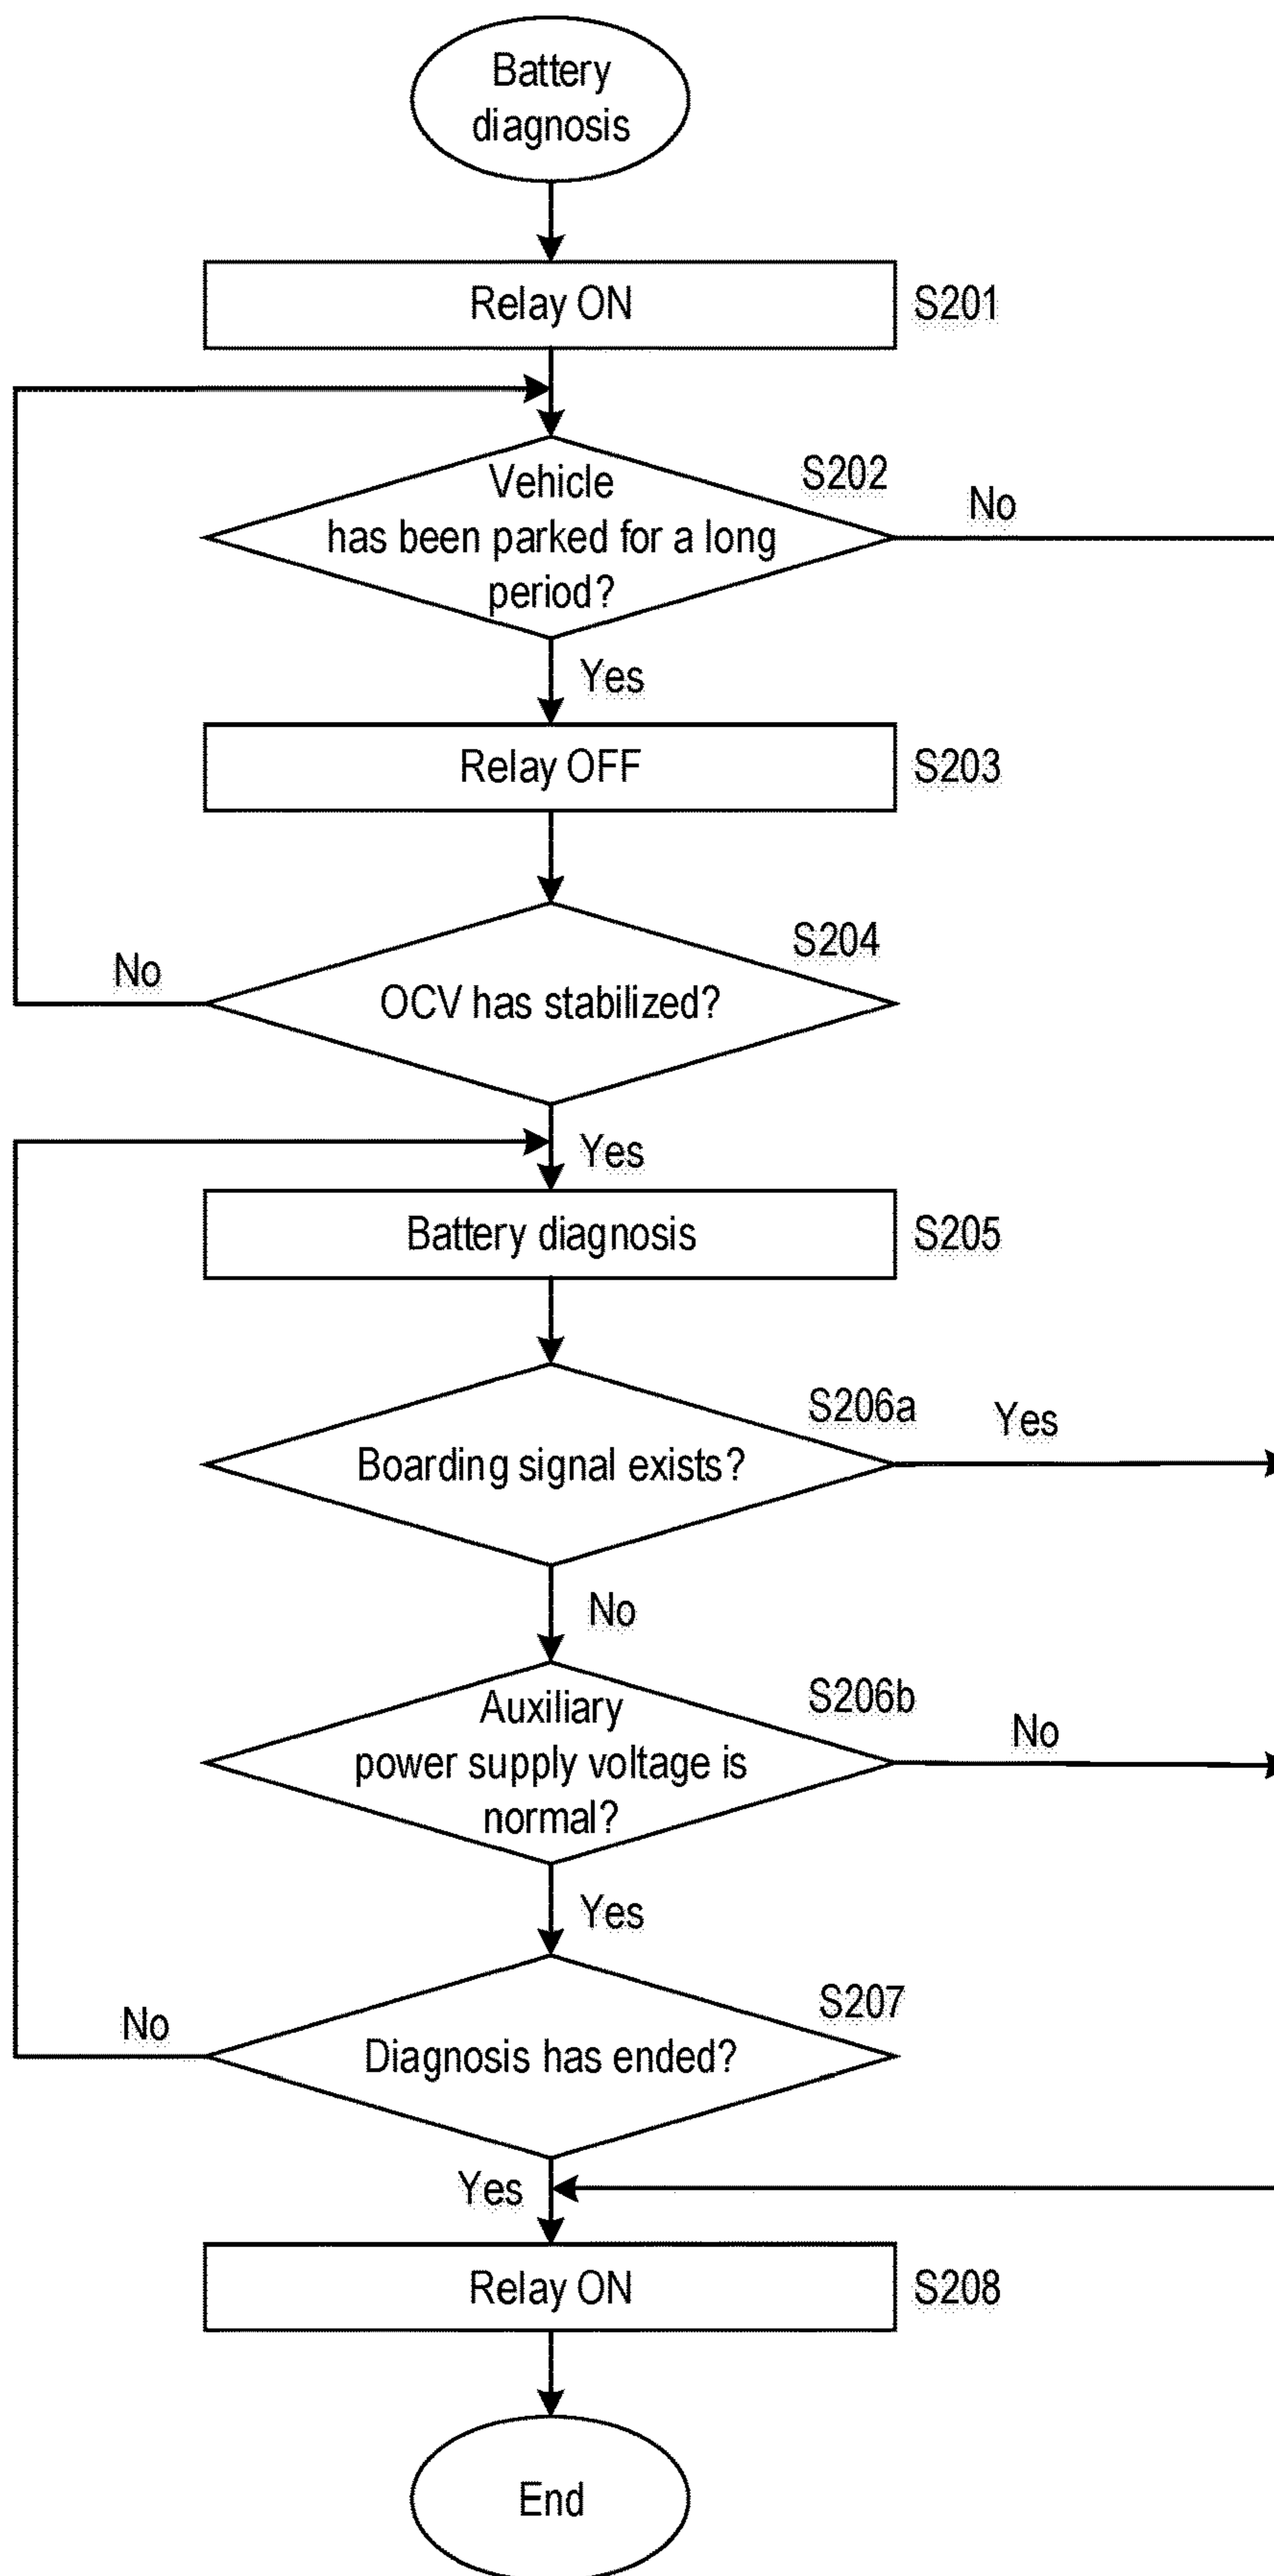 Battery
diagnosis
Relay ON
S201
Vehicle
has been parked for a long
period?
S202
No
Yes
Relay OFF
S203
OCV has stabilized?
S204
No
Yes
Battery diagnosis
S205
Boarding signal exists?
S206a
Yes
No
Auxiliary
power supply voltage is
normal?
S206b
No
Yes
Diagnosis has ended?
S207
No
Yes
Relay ON
S208
End